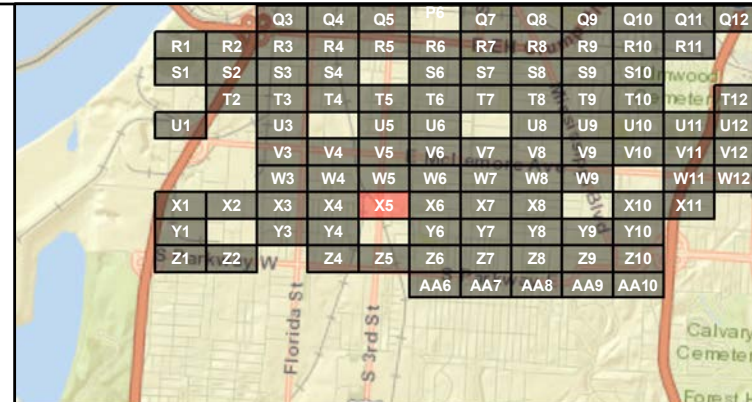 P6
Q3 Q4 Q5 Q7 Q8 Q9 Q10 Q11 Q12
R1 R2 R3 R4 R5 R6 R7 R8 R9 R10 R11
S1 S2 S3 S4 S6 S7 S8 S9 S10
T2 T3 T4 T5 T6 T7 T8 T9 T10 T12
U1 U3 U5 U6 U8 U9 U10 U11 U12
V3 V4 V5 V6 V7 V8 V9 V10 V11 V12
W3 W4 W5 W6 W7 W8 W9 W11 W12
X1 X2 X3 X4 X5 X6 X7 X8 X10 X11
Y1 Y3 Y4 Y6 Y7 Y8 Y9 Y10
Z1 Z2 Z4 Z5 Z6 Z7 Z8 Z9 Z10
S Parkway W
AA6 AA7 AA8 AA9 AA10
Florida St
S 3rd St
Calvary
Cemeter